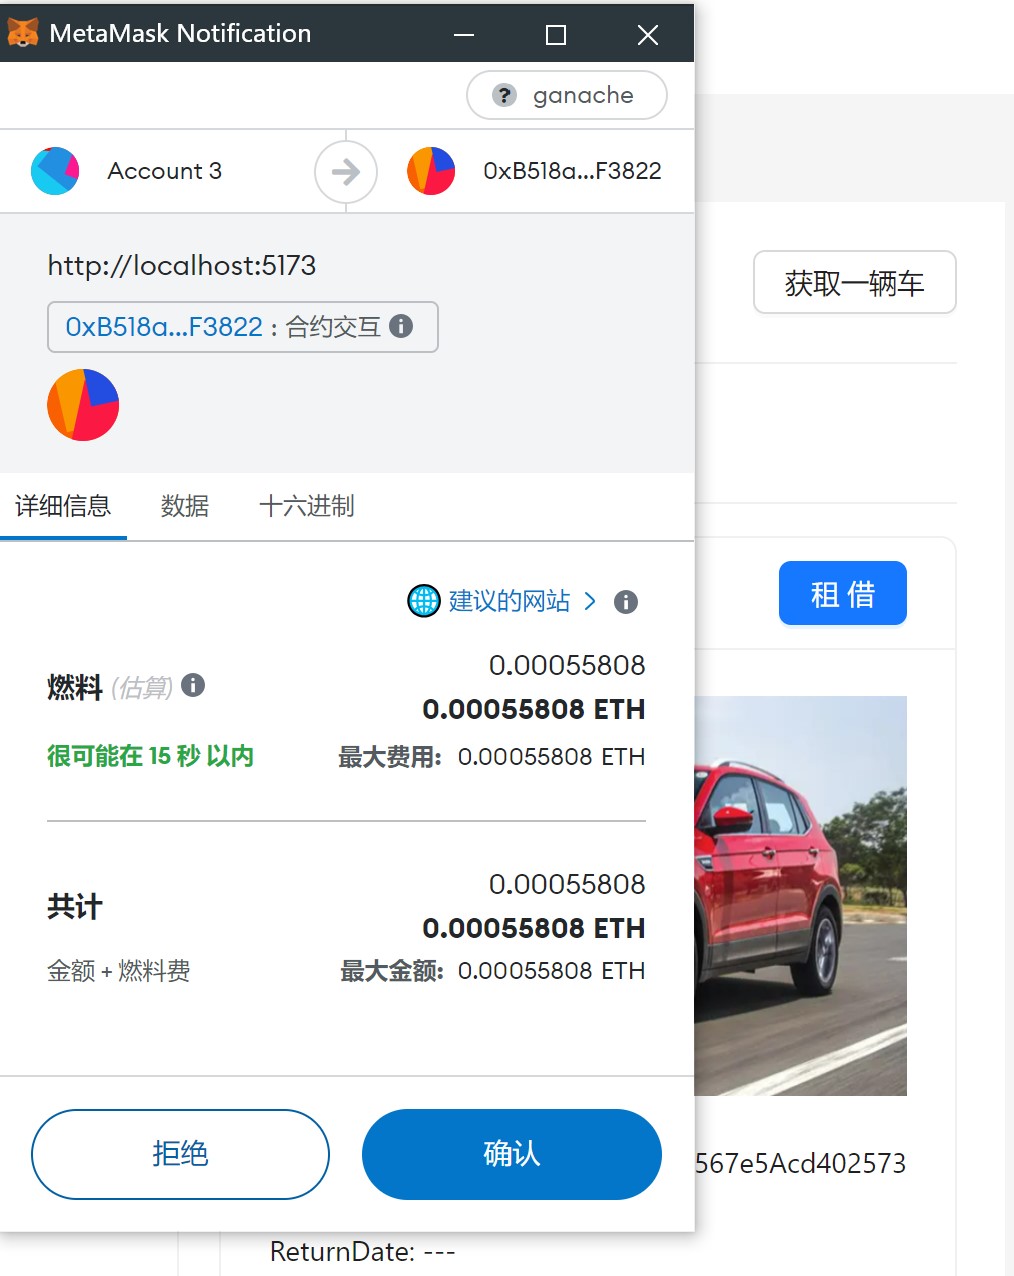 MetaMask Notification
ganache
Account 3
0xB518a...F3822
http://localhost:5173
0xB518a...F3822 : 合约交互
获取一辆车
详细信息 数据 十六进制
建议的网站 >
租 借
0.00055808
燃料 (估算)
0.00055808 ETH
很可能在 15 秒 以内 最大费用: 0.00055808 ETH
0.00055808
共计
0.00055808 ETH
金额 + 燃料费 最大金额: 0.00055808 ETH
拒绝 确认
567e5Acd402573
ReturnDate: ---